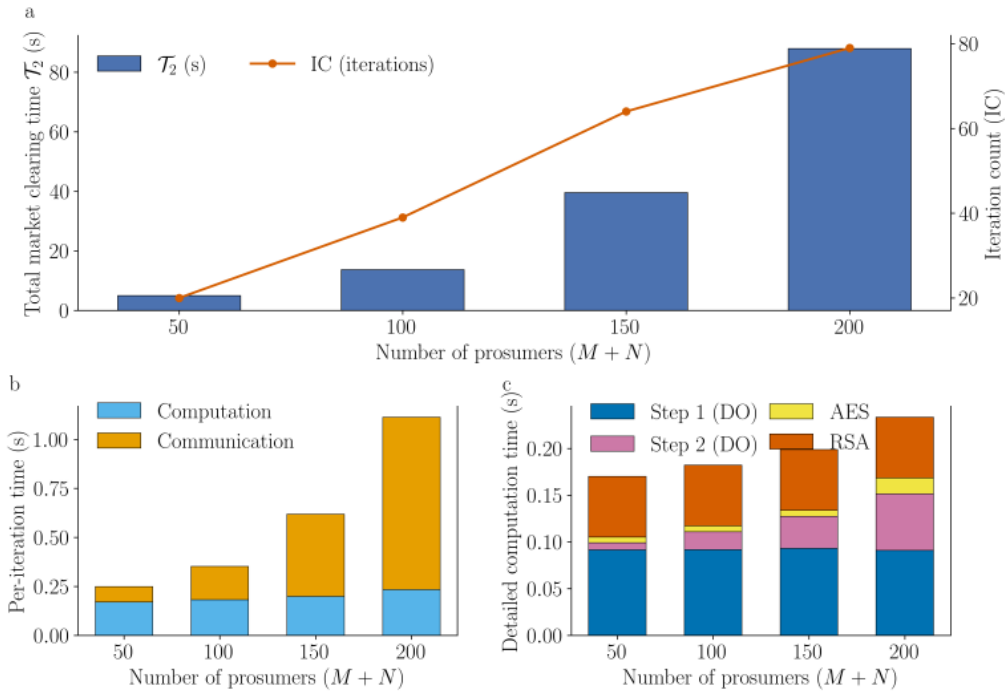 a
Total market clearing time 𝒯₂ (s)
0
20
40
60
80
𝒯₂ (s)
IC (iterations)
Iteration count (IC)
20
40
60
80
50 100 150 200
Number of prosumers (M + N)
b
Per-iteration time (s)
0.00
0.25
0.50
0.75
1.00
Computation
Communication
50 100 150 200
Number of prosumers (M + N)
c
Detailed computation time (s)
0.00
0.05
0.10
0.15
0.20
Step 1 (DO) AES
Step 2 (DO) RSA
50 100 150 200
Number of prosumers (M + N)